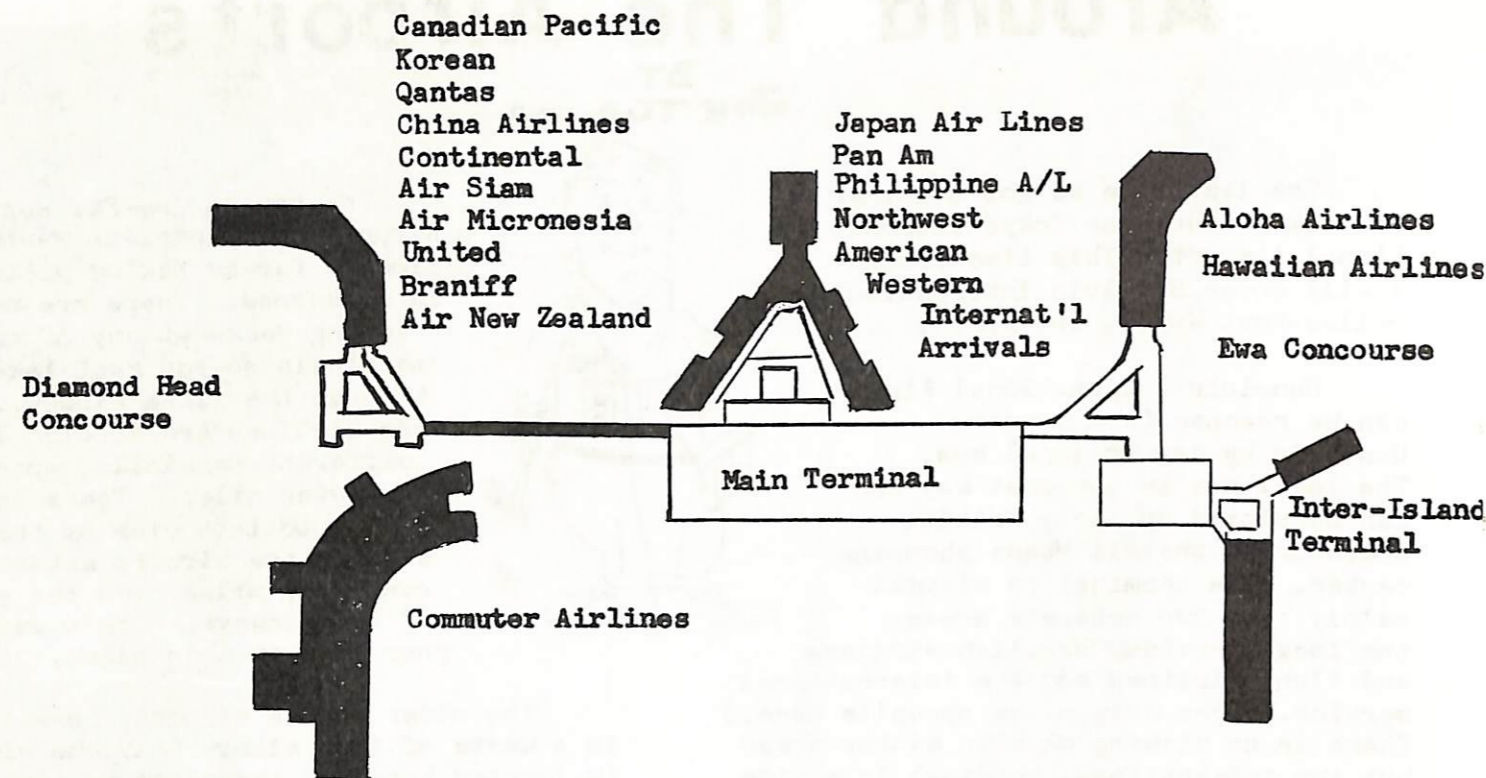 Canadian Pacific
Korean
Qantas
China Airlines
Continental
Air Siam
Air Micronesia
United
Braniff
Air New Zealand
Japan Air Lines
Pan Am
Philippine A/L
Northwest
American
Western
Internat'l
Arrivals
Aloha Airlines
Hawaiian Airlines
Ewa Concourse
Diamond Head
Concourse
Main Terminal
Inter-Island
Terminal
Commuter Airlines